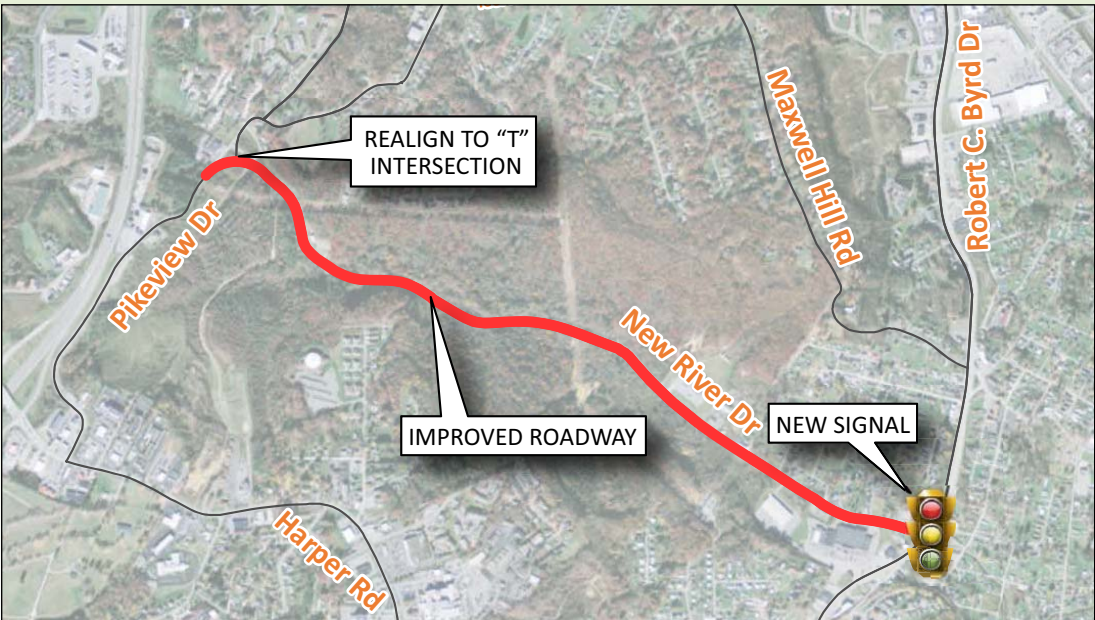 REALIGN TO “T”
INTERSECTION
Pikeview Dr
Maxwell Hill Rd
Robert C. Byrd Dr
IMPROVED ROADWAY
New River Dr
NEW SIGNAL
Harper Rd